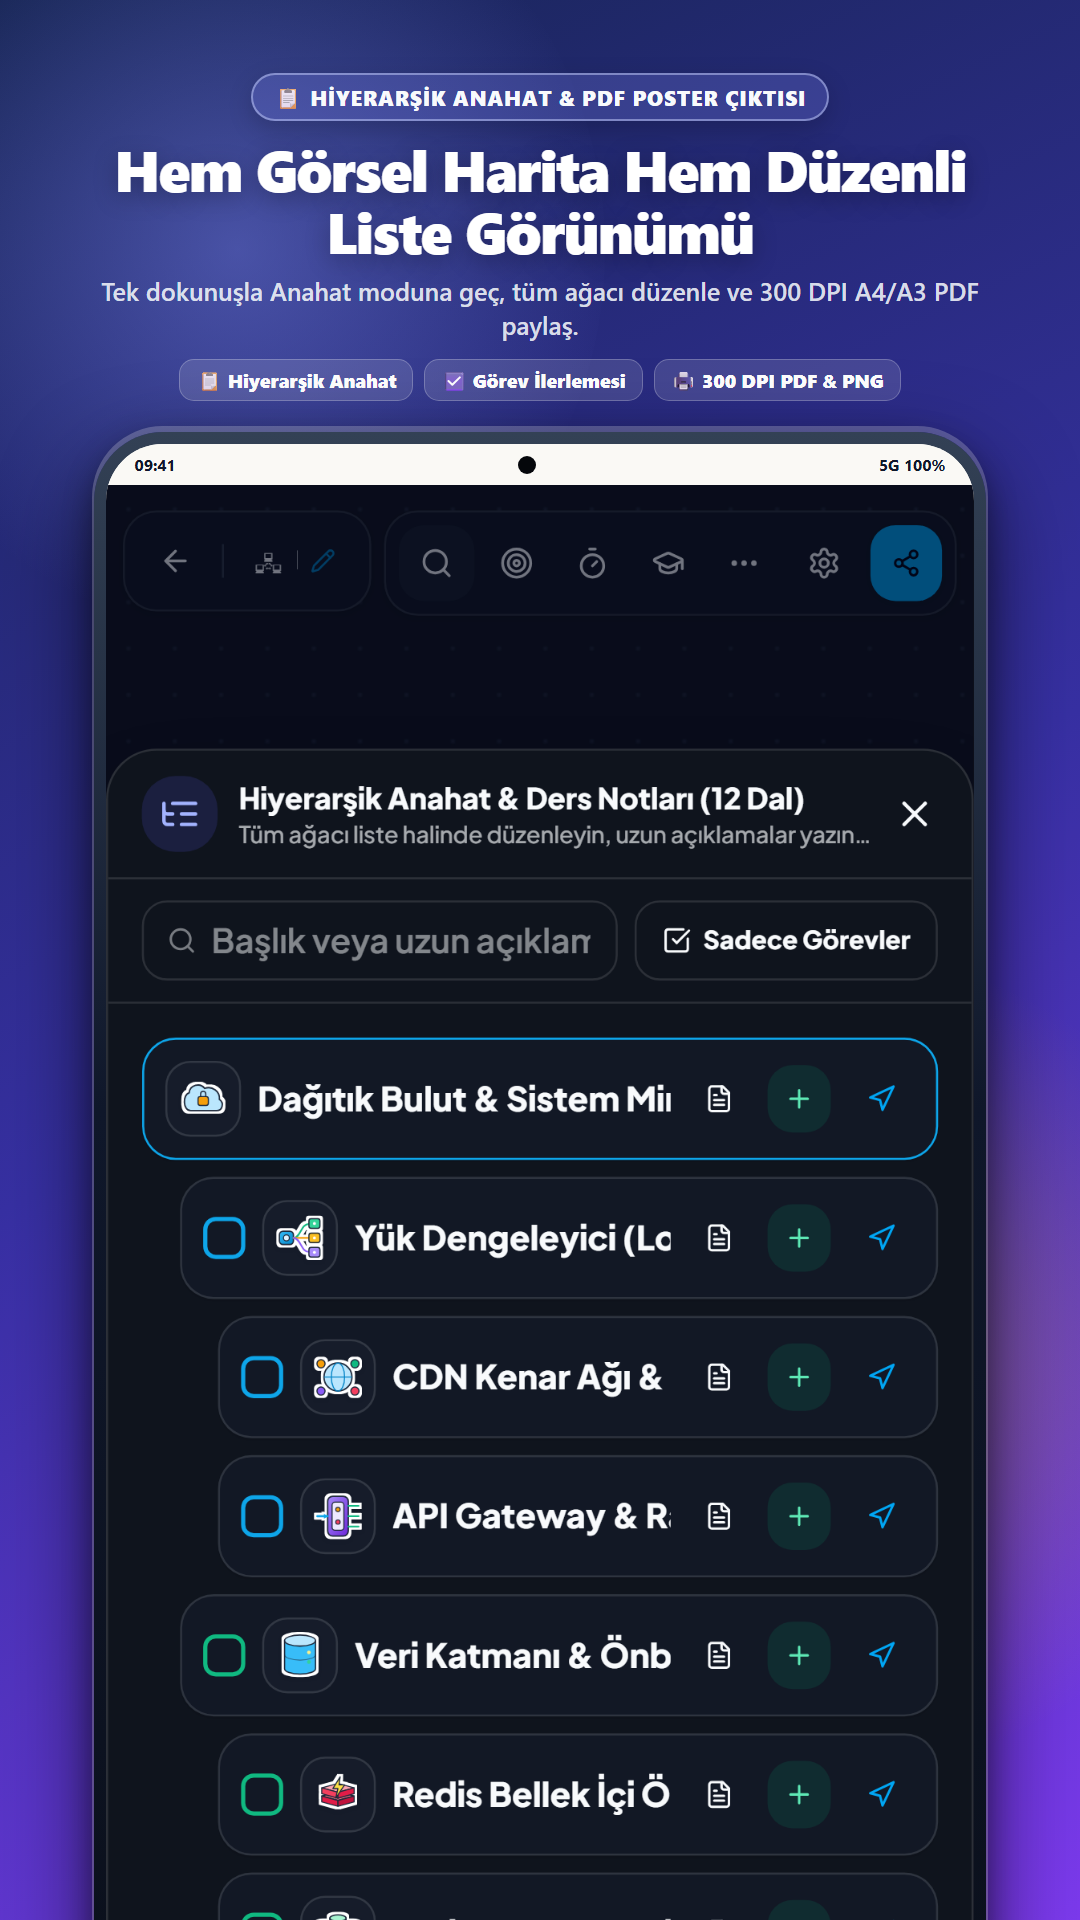 📋 HİYERARŞİK ANAHAT & PDF POSTER ÇIKTISI
Hem Görsel Harita Hem Düzenli
Liste Görünümü
Tek dokunuşla Anahat moduna geç, tüm ağacı düzenle ve 300 DPI A4/A3 PDF
paylaş.
📋 Hiyerarşik Anahat ☑ Görev İlerlemesi 🖨 300 DPI PDF & PNG
09:41 5G 100%
Hiyerarşik Anahat & Ders Notları (12 Dal)
Tüm ağacı liste halinde düzenleyin, uzun açıklamalar yazın...
Başlık veya uzun açıklam Sadece Görevler
Dağıtık Bulut & Sistem
Yük Dengeleyici (Lo
CDN Kenar Ağı &
API Gateway &
Veri Katmanı & Önb
Redis Bellek İçi Ö